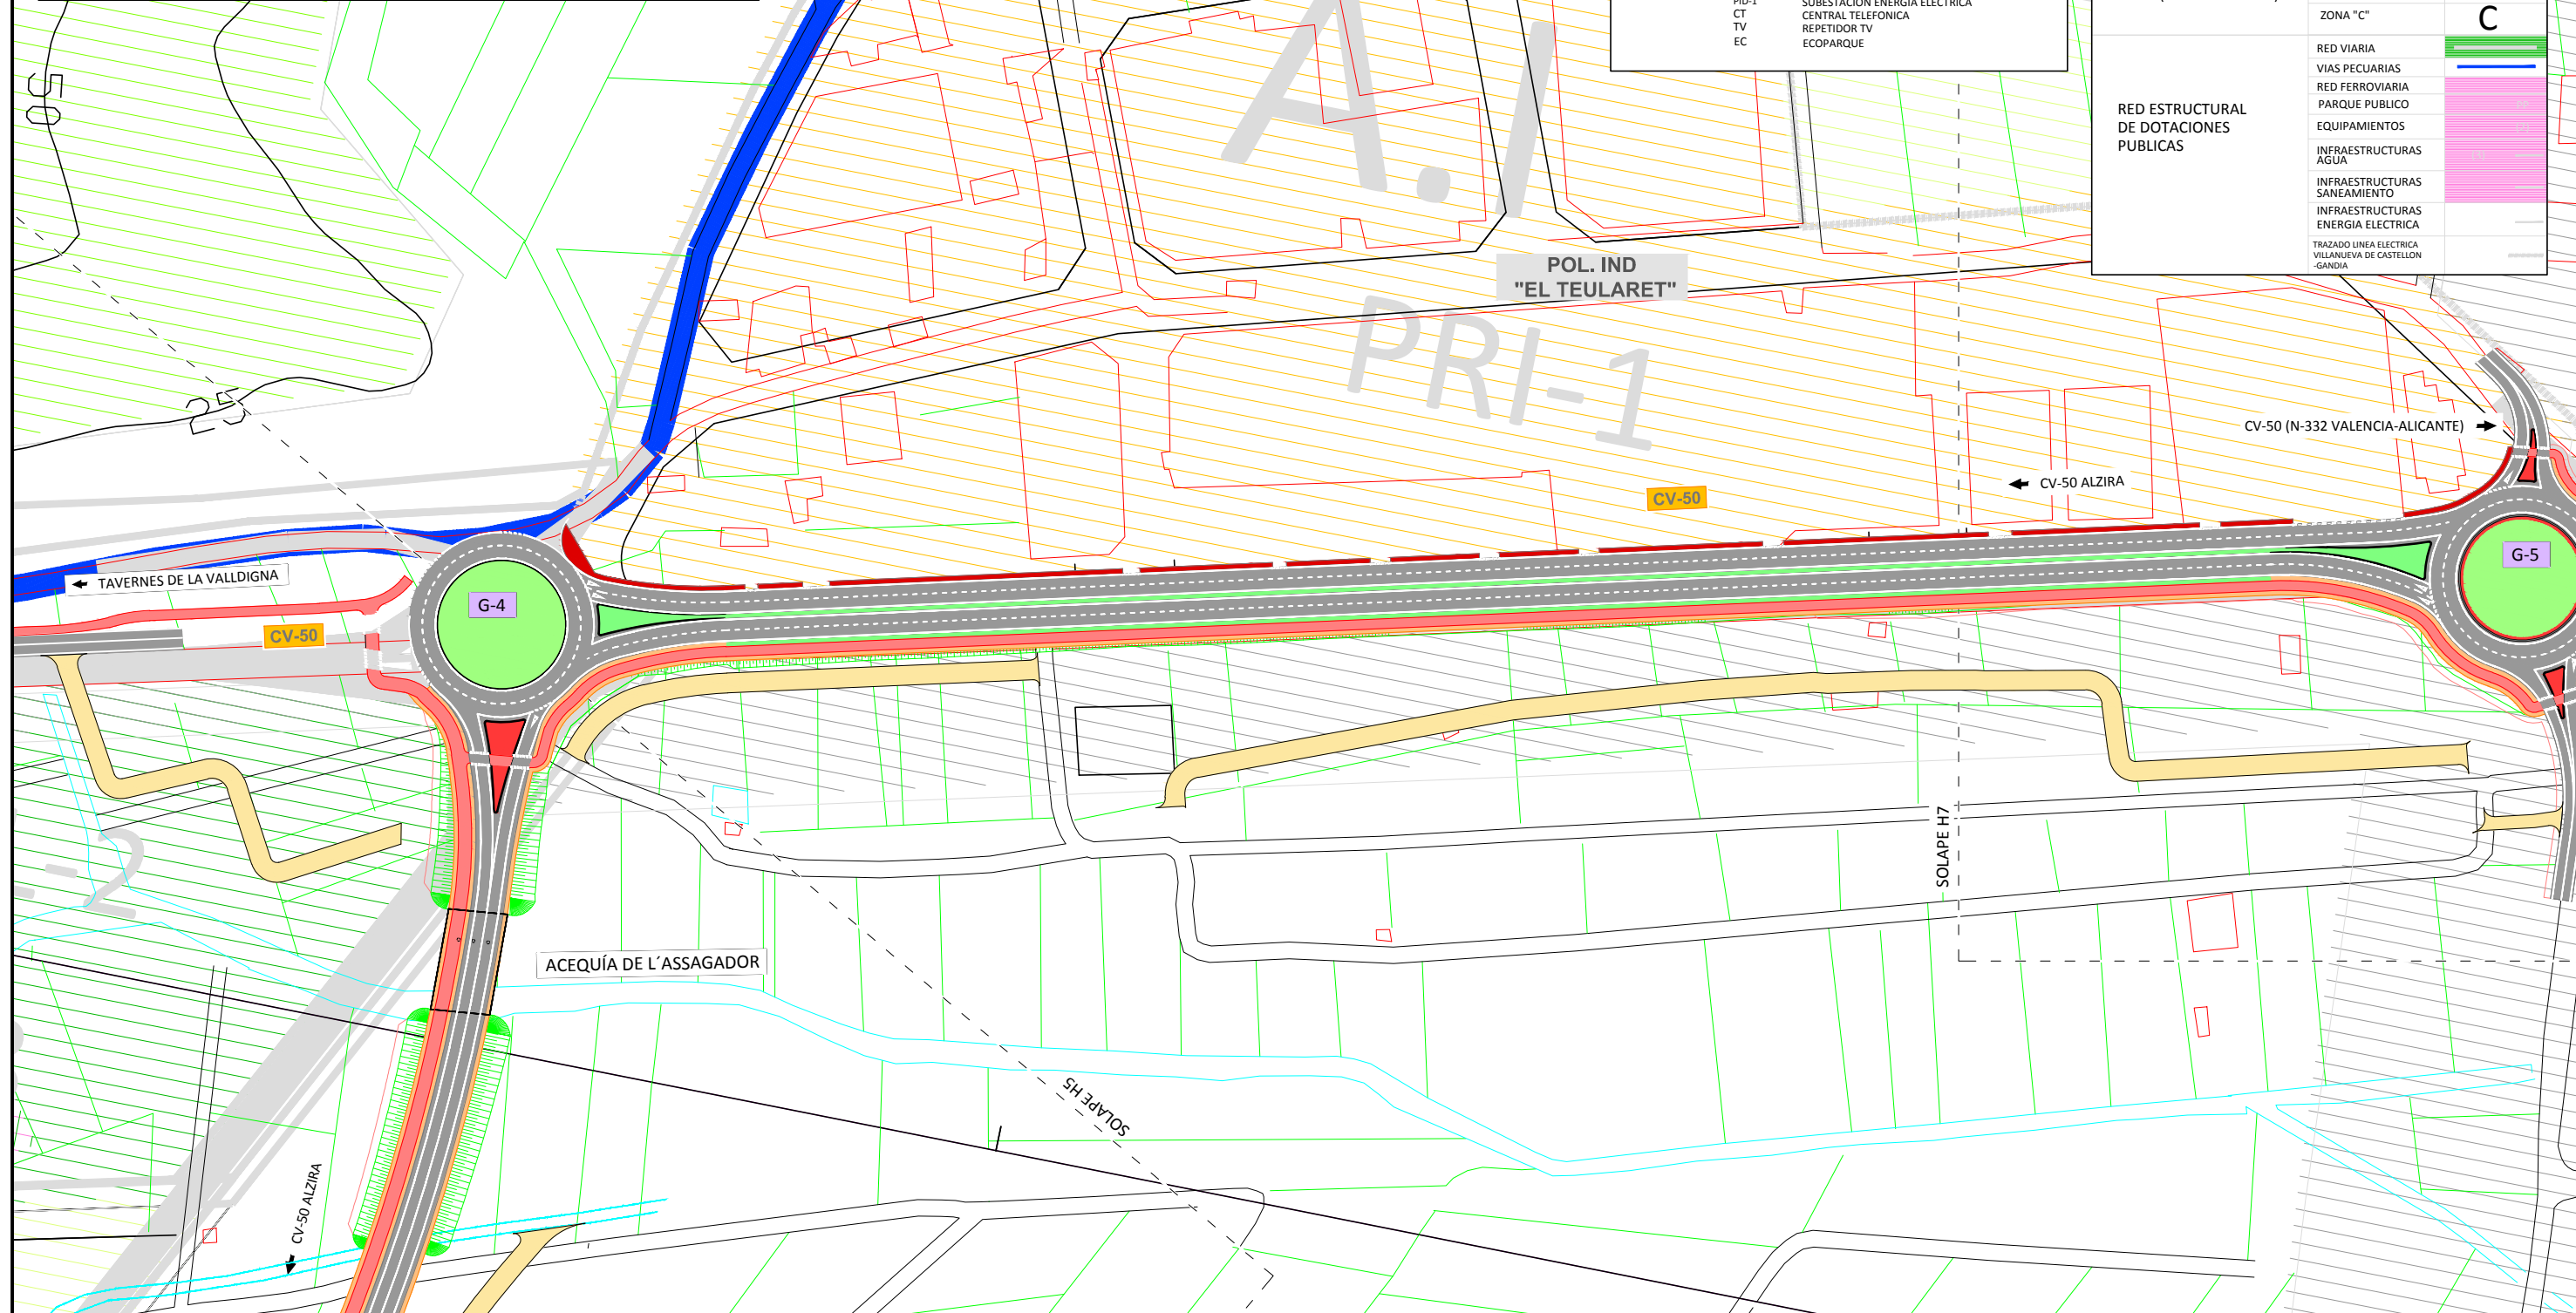 PID-1 SUBESTACION ENERGIA ELECTRICA
CT CENTRAL TELEFONICA
TV REPETIDOR TV
EC ECOPARQUE
ZONA "C" C
RED ESTRUCTURAL
DE DOTACIONES
PUBLICAS
RED VIARIA
VIAS PECUARIAS
RED FERROVIARIA
PARQUE PUBLICO
EQUIPAMIENTOS
INFRAESTRUCTURAS
AGUA
INFRAESTRUCTURAS
SANEAMIENTO
INFRAESTRUCTURAS
ENERGIA ELECTRICA
TRAZADO LINEA ELECTRICA
VILLANUEVA DE CASTELLON
-GANDIA
POL. IND
"EL TEULARET"
PRI-1
CV-50 (N-332 VALENCIA-ALICANTE)
CV-50 ALZIRA
CV-50
G-5
TAVERNES DE LA VALLDIGNA
G-4
CV-50
SOLAPE H7
ACEQUÍA DE L´ASSAGADOR
SOLAPE H5
CV-50 ALZIRA